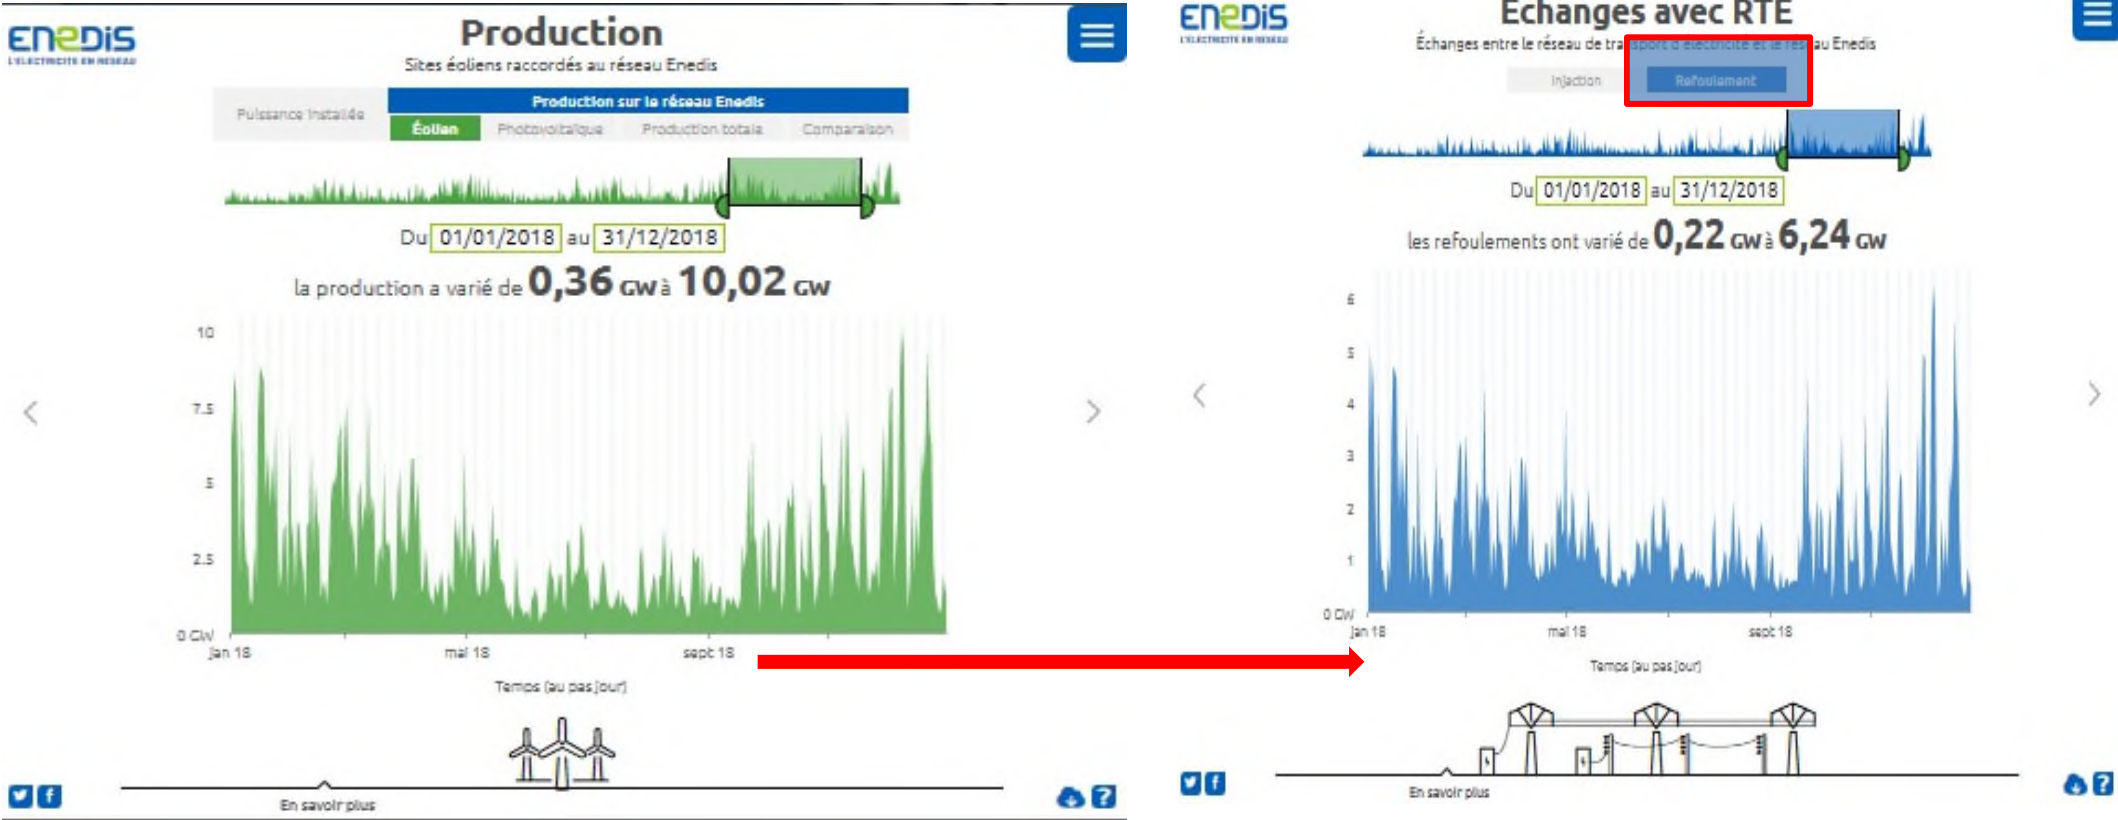 enedis
L'ELECTRICITE EN RESEAU
Production
Sites éoliens raccordés au réseau Enedis
Puissance installée
Production sur le réseau Enedis
Éolien
Photovoltaïque
Production totale
Comparaison
Du 01/01/2018 au 31/12/2018
la production a varié de 0,36 GW à 10,02 GW
10
7.5
5
2.5
0 GW
jan 18
mai 18
sept 18
Temps (au pas jour)
En savoir plus
f
?
enedis
L'ELECTRICITE EN RESEAU
Echanges avec RTE
Échanges entre le réseau de transport d'électricité et le réseau Enedis
Injection
Refoulement
Du 01/01/2018 au 31/12/2018
les refoulements ont varié de 0,22 GW à 6,24 GW
6
5
4
3
2
1
0 GW
jan 18
mai 18
sept 18
Temps (au pas jour)
En savoir plus
f
?